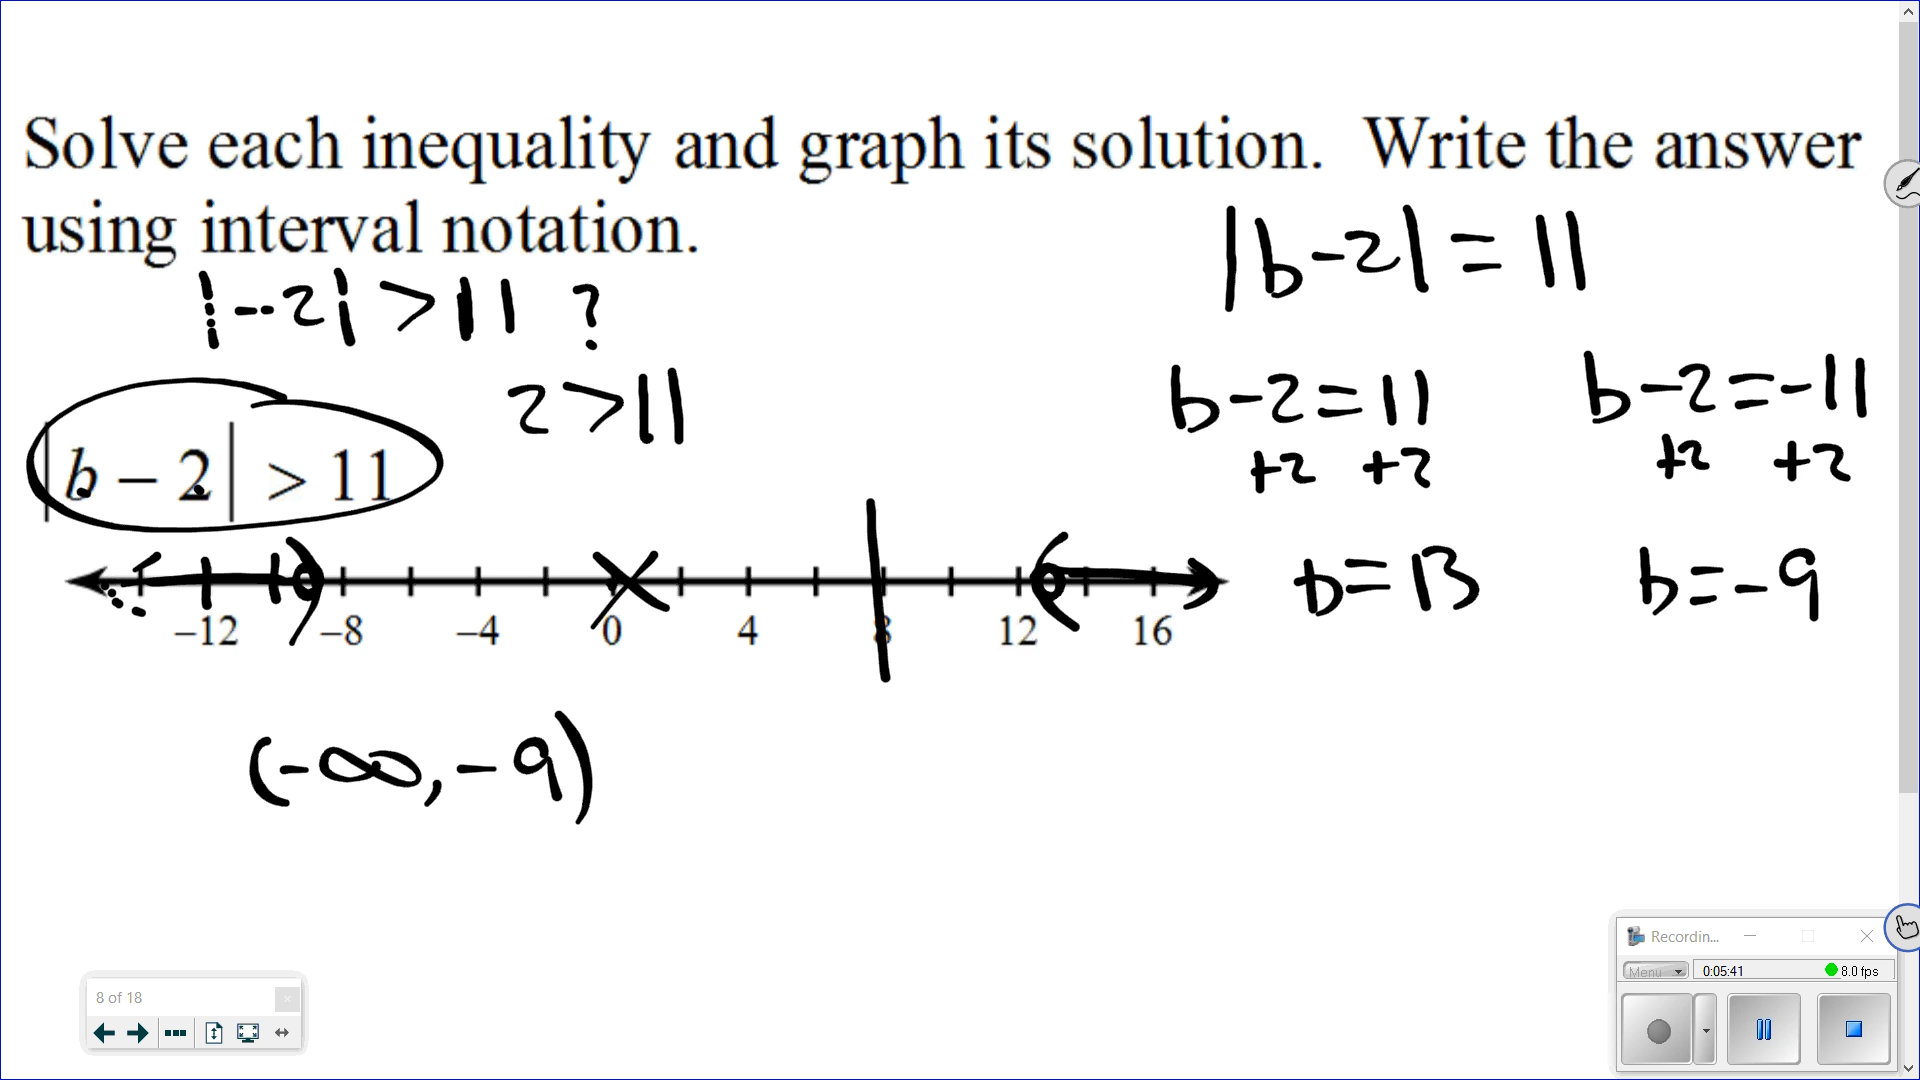 Solve each inequality and graph its solution. Write the answer
using interval notation.
|b-2| = 11
|-2| > 11 ?
2 > 11
b-2=11
b-2=-11
+2 +2
+2 +2
|b – 2| > 11
b=13
b=-9
–12 –8 –4 0 4 8 12 16
(-∞,-9)
Recordin...
Menu
0:05:41
8.0 fps
8 of 18